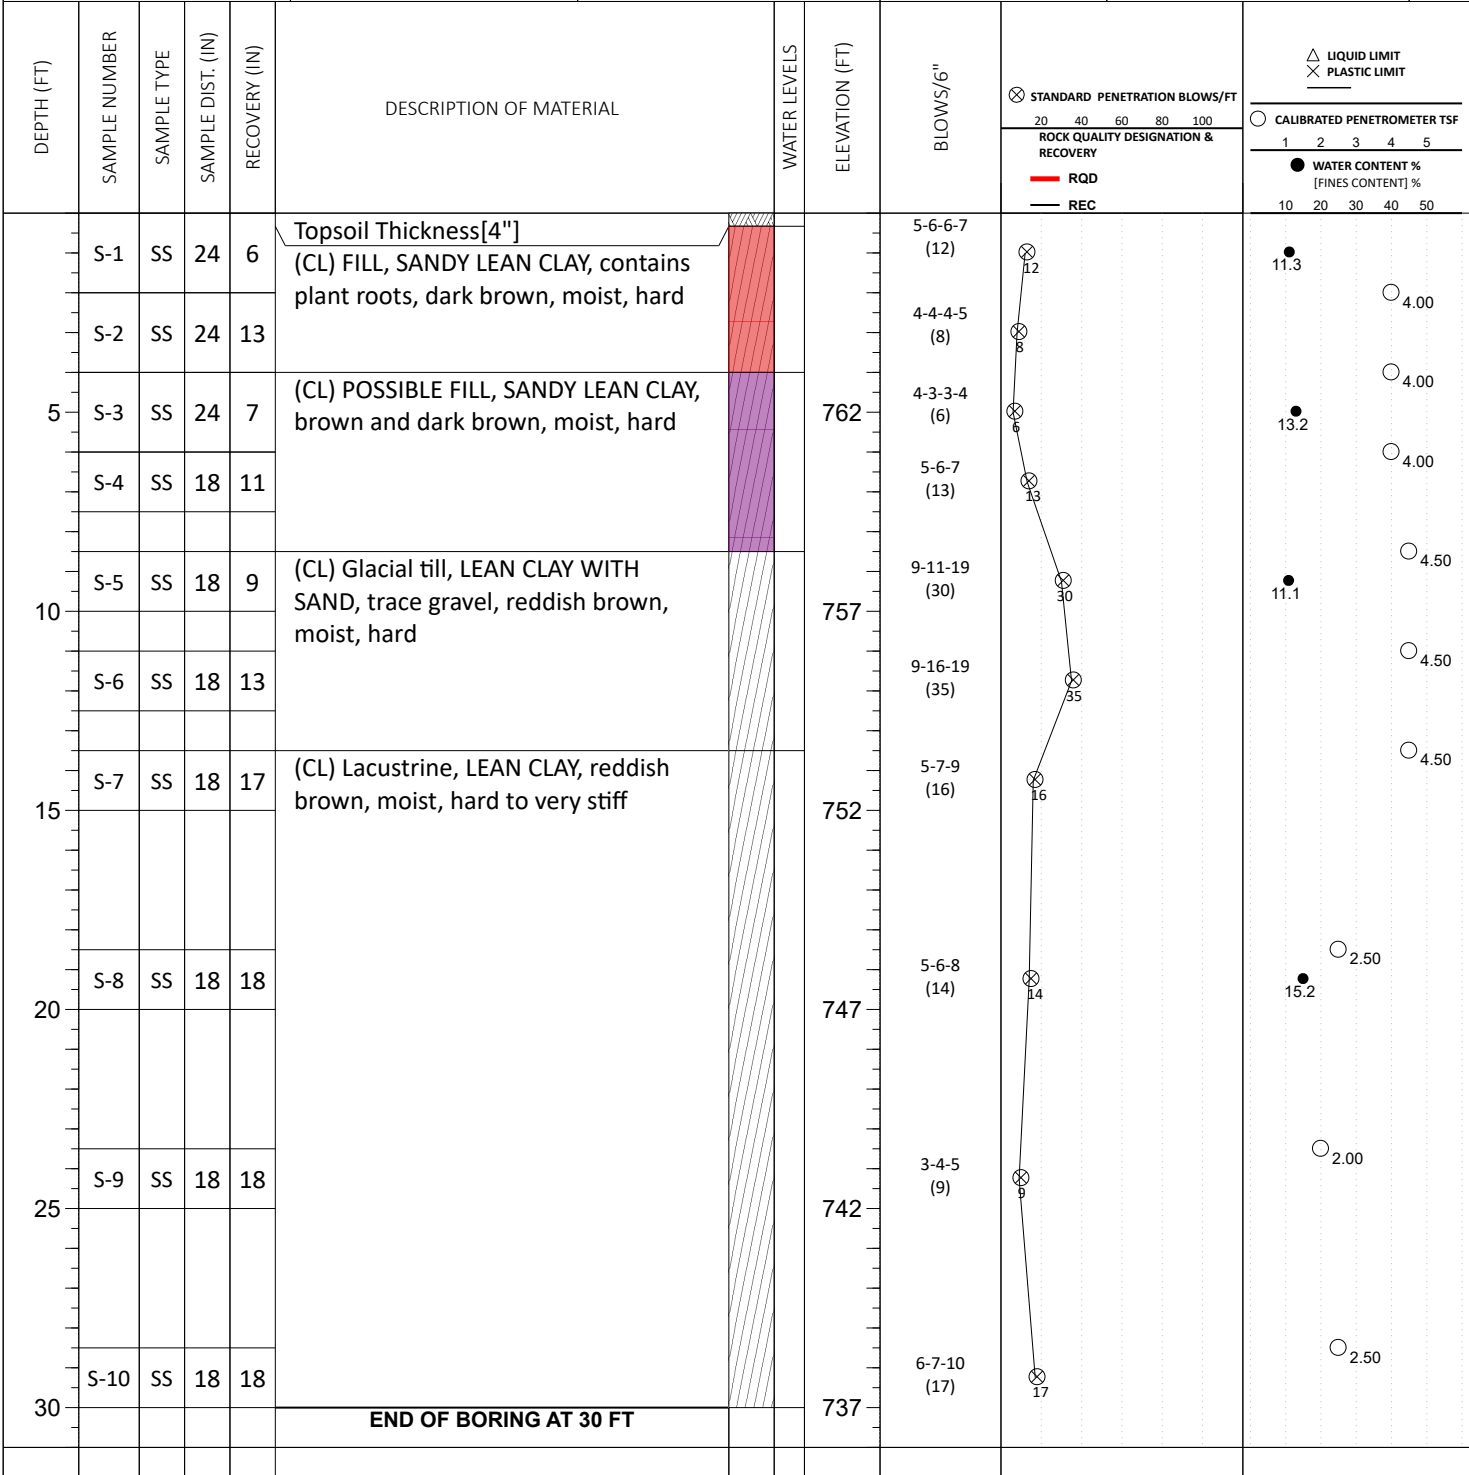 DEPTH (FT)
SAMPLE NUMBER
SAMPLE TYPE
SAMPLE DIST. (IN)
RECOVERY (IN)
DESCRIPTION OF MATERIAL
WATER LEVELS
ELEVATION (FT)
BLOWS/6"
STANDARD PENETRATION BLOWS/FT
20 40 60 80 100
ROCK QUALITY DESIGNATION &
RECOVERY
RQD
REC
LIQUID LIMIT
PLASTIC LIMIT
CALIBRATED PENETROMETER TSF
1 2 3 4 5
WATER CONTENT %
[FINES CONTENT] %
10 20 30 40 50
Topsoil Thickness[4"]
S-1 SS 24 6
(CL) FILL, SANDY LEAN CLAY, contains
plant roots, dark brown, moist, hard
5-6-6-7
(12)
12
11.3
4.00
S-2 SS 24 13
4-4-4-5
(8)
8
4.00
5
S-3 SS 24 7
(CL) POSSIBLE FILL, SANDY LEAN CLAY,
brown and dark brown, moist, hard
762
4-3-3-4
(6)
6
13.2
4.00
S-4 SS 18 11
5-6-7
(13)
13
4.50
S-5 SS 18 9
(CL) Glacial till, LEAN CLAY WITH
SAND, trace gravel, reddish brown,
moist, hard
9-11-19
(30)
30
11.1
10
757
4.50
S-6 SS 18 13
9-16-19
(35)
35
4.50
S-7 SS 18 17
(CL) Lacustrine, LEAN CLAY, reddish
brown, moist, hard to very stiff
5-7-9
(16)
16
15
752
2.50
S-8 SS 18 18
5-6-8
(14)
14
15.2
20
747
2.00
S-9 SS 18 18
3-4-5
(9)
9
25
742
2.50
S-10 SS 18 18
6-7-10
(17)
17
30
737
END OF BORING AT 30 FT